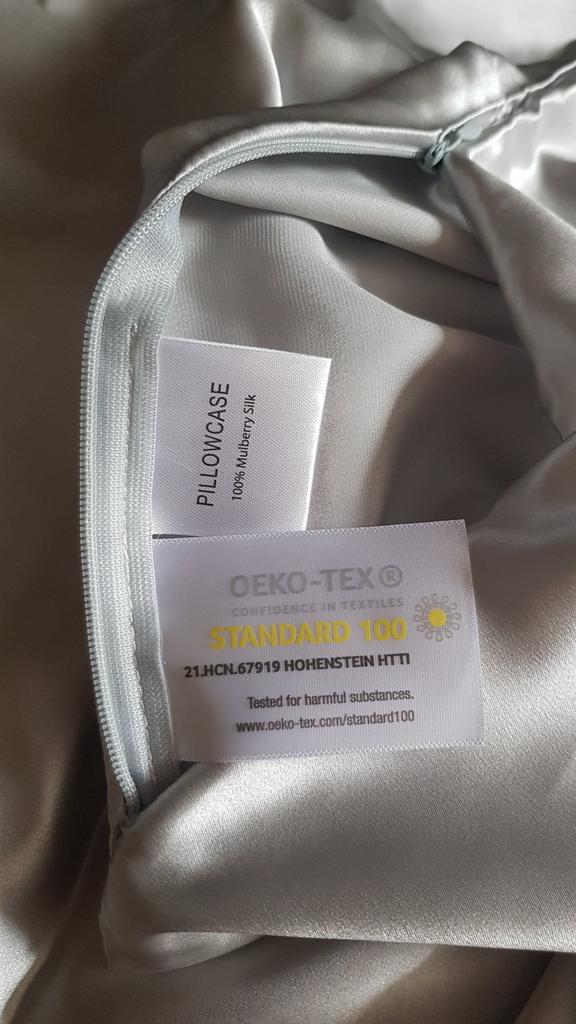 PILLOWCASE
100% Mulberry Silk
OEKO-TEX®
CONFIDENCE IN TEXTILES
STANDARD 100
21.HCN.67919 HOHENSTEIN HTTI
Tested for harmful substances.
www.oeko-tex.com/standard100